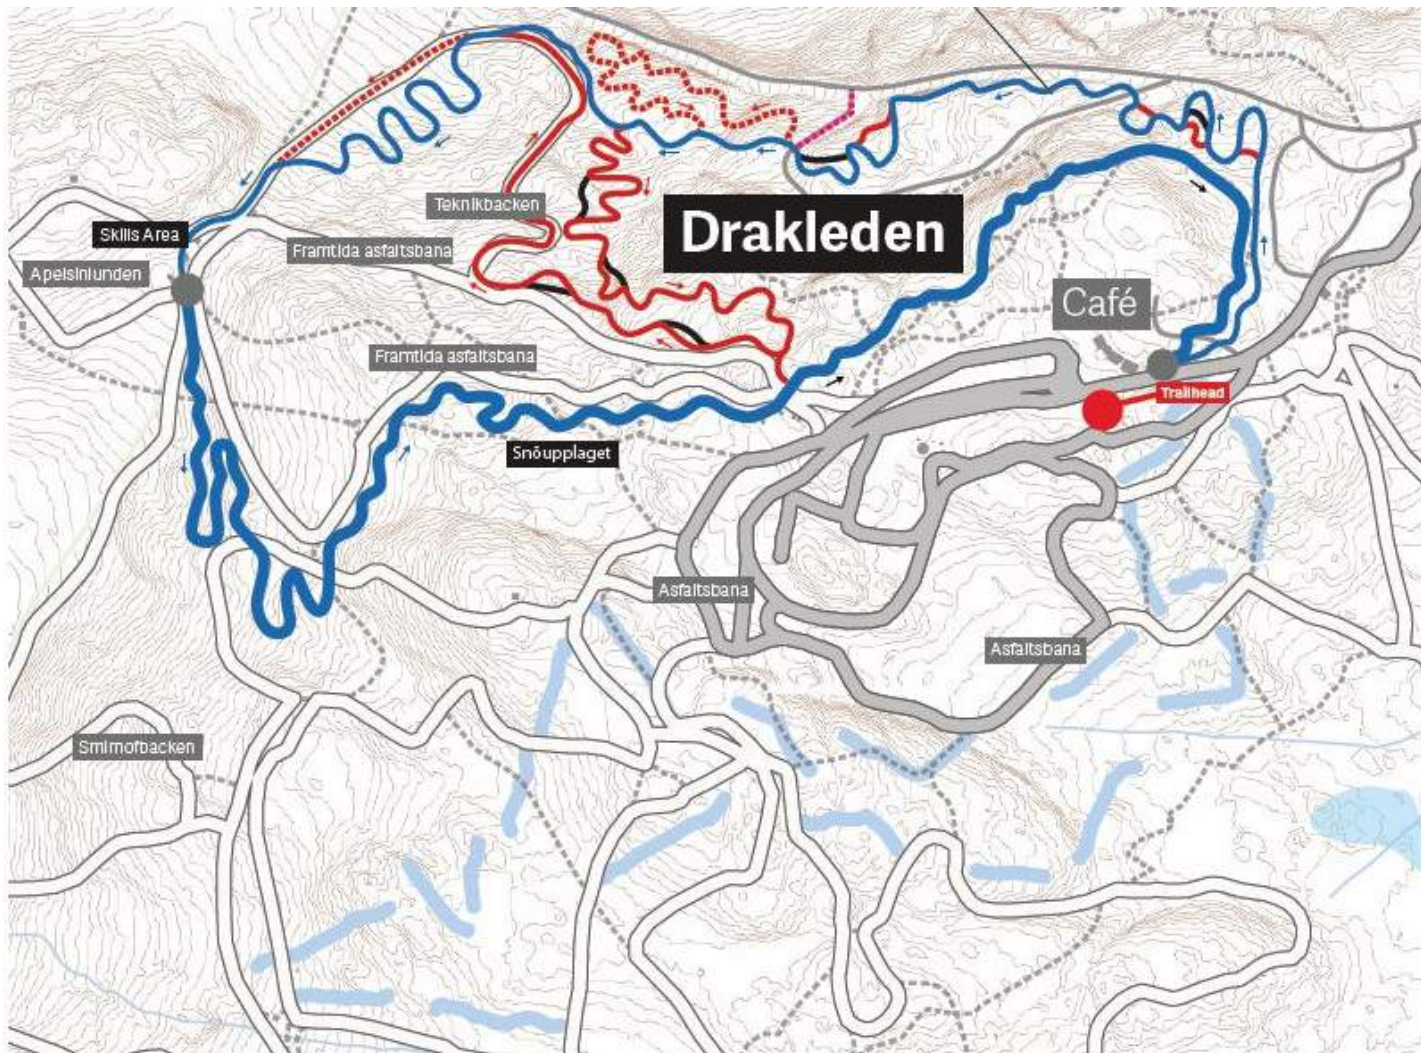 Teknikbacken
Drakleden
Skills Area
Framtida asfaltsbana
Apelsinlunden
Café
Framtida asfaltsbana
Trailhead
Snöupplaget
Asfaltsbana
Asfaltsbana
Smirnofbacken